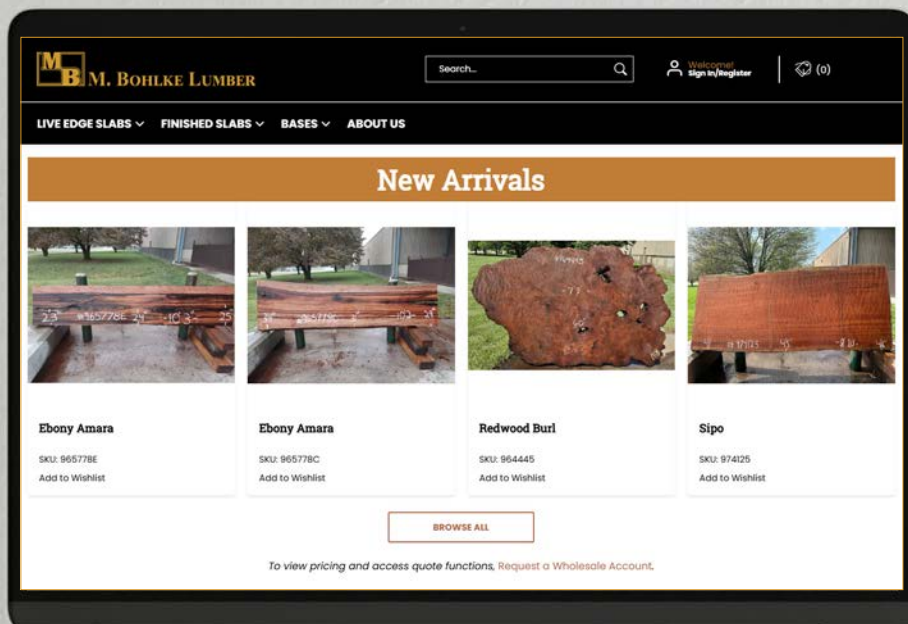 MB M. BOHLKE LUMBER
Search...
Welcome!
Sign In/Register
(0)
LIVE EDGE SLABS FINISHED SLABS BASES ABOUT US
New Arrivals
#965778E 24"
Ebony Amara
SKU: 965778E
Add to Wishlist
Ebony Amara
SKU: 965778C
Add to Wishlist
Redwood Burl
SKU: 964445
Add to Wishlist
Sipo
SKU: 974125
Add to Wishlist
BROWSE ALL
To view pricing and access quote functions, Request a Wholesale Account.